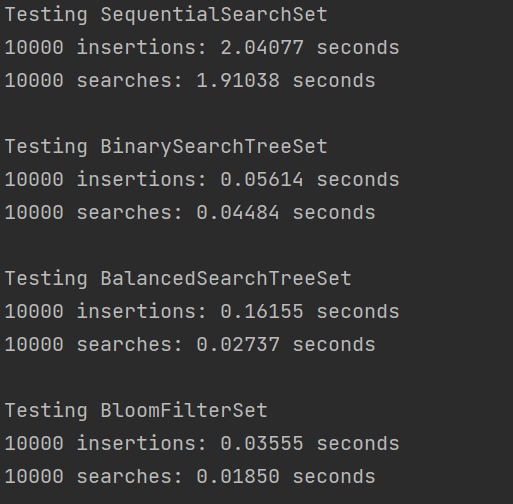 Testing SequentialSearchSet
10000 insertions: 2.04077 seconds
10000 searches: 1.91038 seconds
Testing BinarySearchTreeSet
10000 insertions: 0.05614 seconds
10000 searches: 0.04484 seconds
Testing BalancedSearchTreeSet
10000 insertions: 0.16155 seconds
10000 searches: 0.02737 seconds
Testing BloomFilterSet
10000 insertions: 0.03555 seconds
10000 searches: 0.01850 seconds